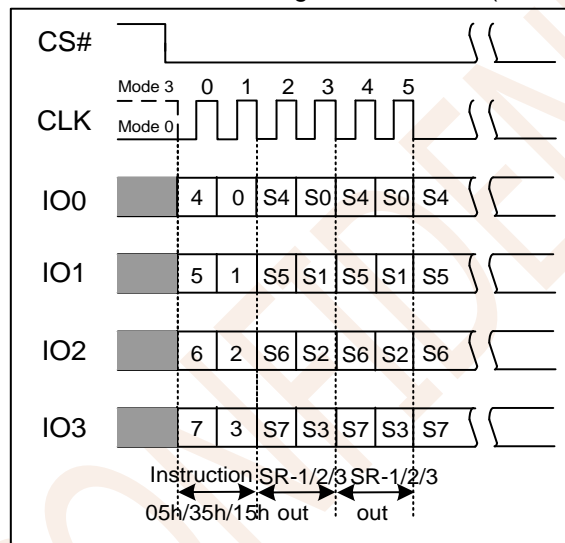 CS#
Mode 3 0 1 2 3 4 5
CLK
Mode 0
IO0 4 0 S4 S0 S4 S0 S4
IO1 5 1 S5 S1 S5 S1 S5
IO2 6 2 S6 S2 S6 S2 S6
IO3 7 3 S7 S3 S7 S3 S7
Instruction SR-1/2/3 SR-1/2/3
05h/35h/15h out out